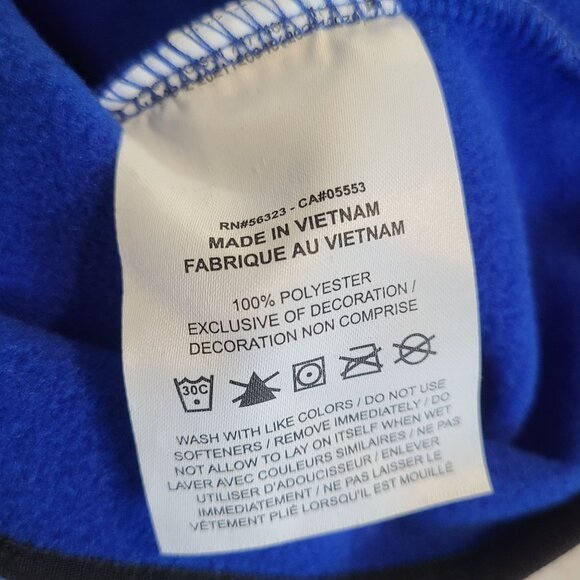 RN#56323 - CA#05553
MADE IN VIETNAM
FABRIQUE AU VIETNAM
100% POLYESTER
EXCLUSIVE OF DECORATION /
DECORATION NON COMPRISE
30C
WASH WITH LIKE COLORS / DO NOT USE
SOFTENERS / REMOVE IMMEDIATELY / DO
NOT ALLOW TO LAY ON ITSELF WHEN WET
LAVER AVEC COULEURS SIMILAIRES / NE PAS
UTILISER D'ADOUCISSEUR / ENLEVER
IMMEDIATEMENT / NE PAS LAISSER LE
VÊTEMENT PLIÉ LORSQU'IL EST MOUILLÉ